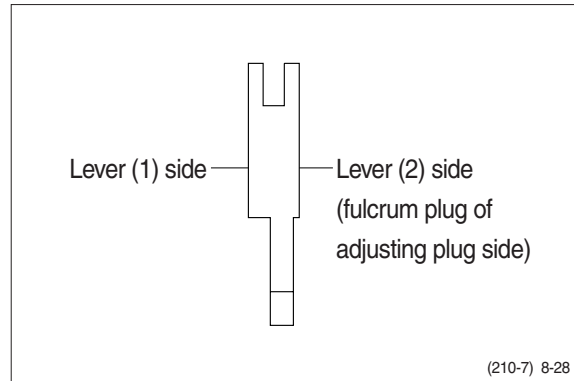 Lever (1) side
Lever (2) side
(fulcrum plug of
adjusting plug side)
(210-7) 8-28